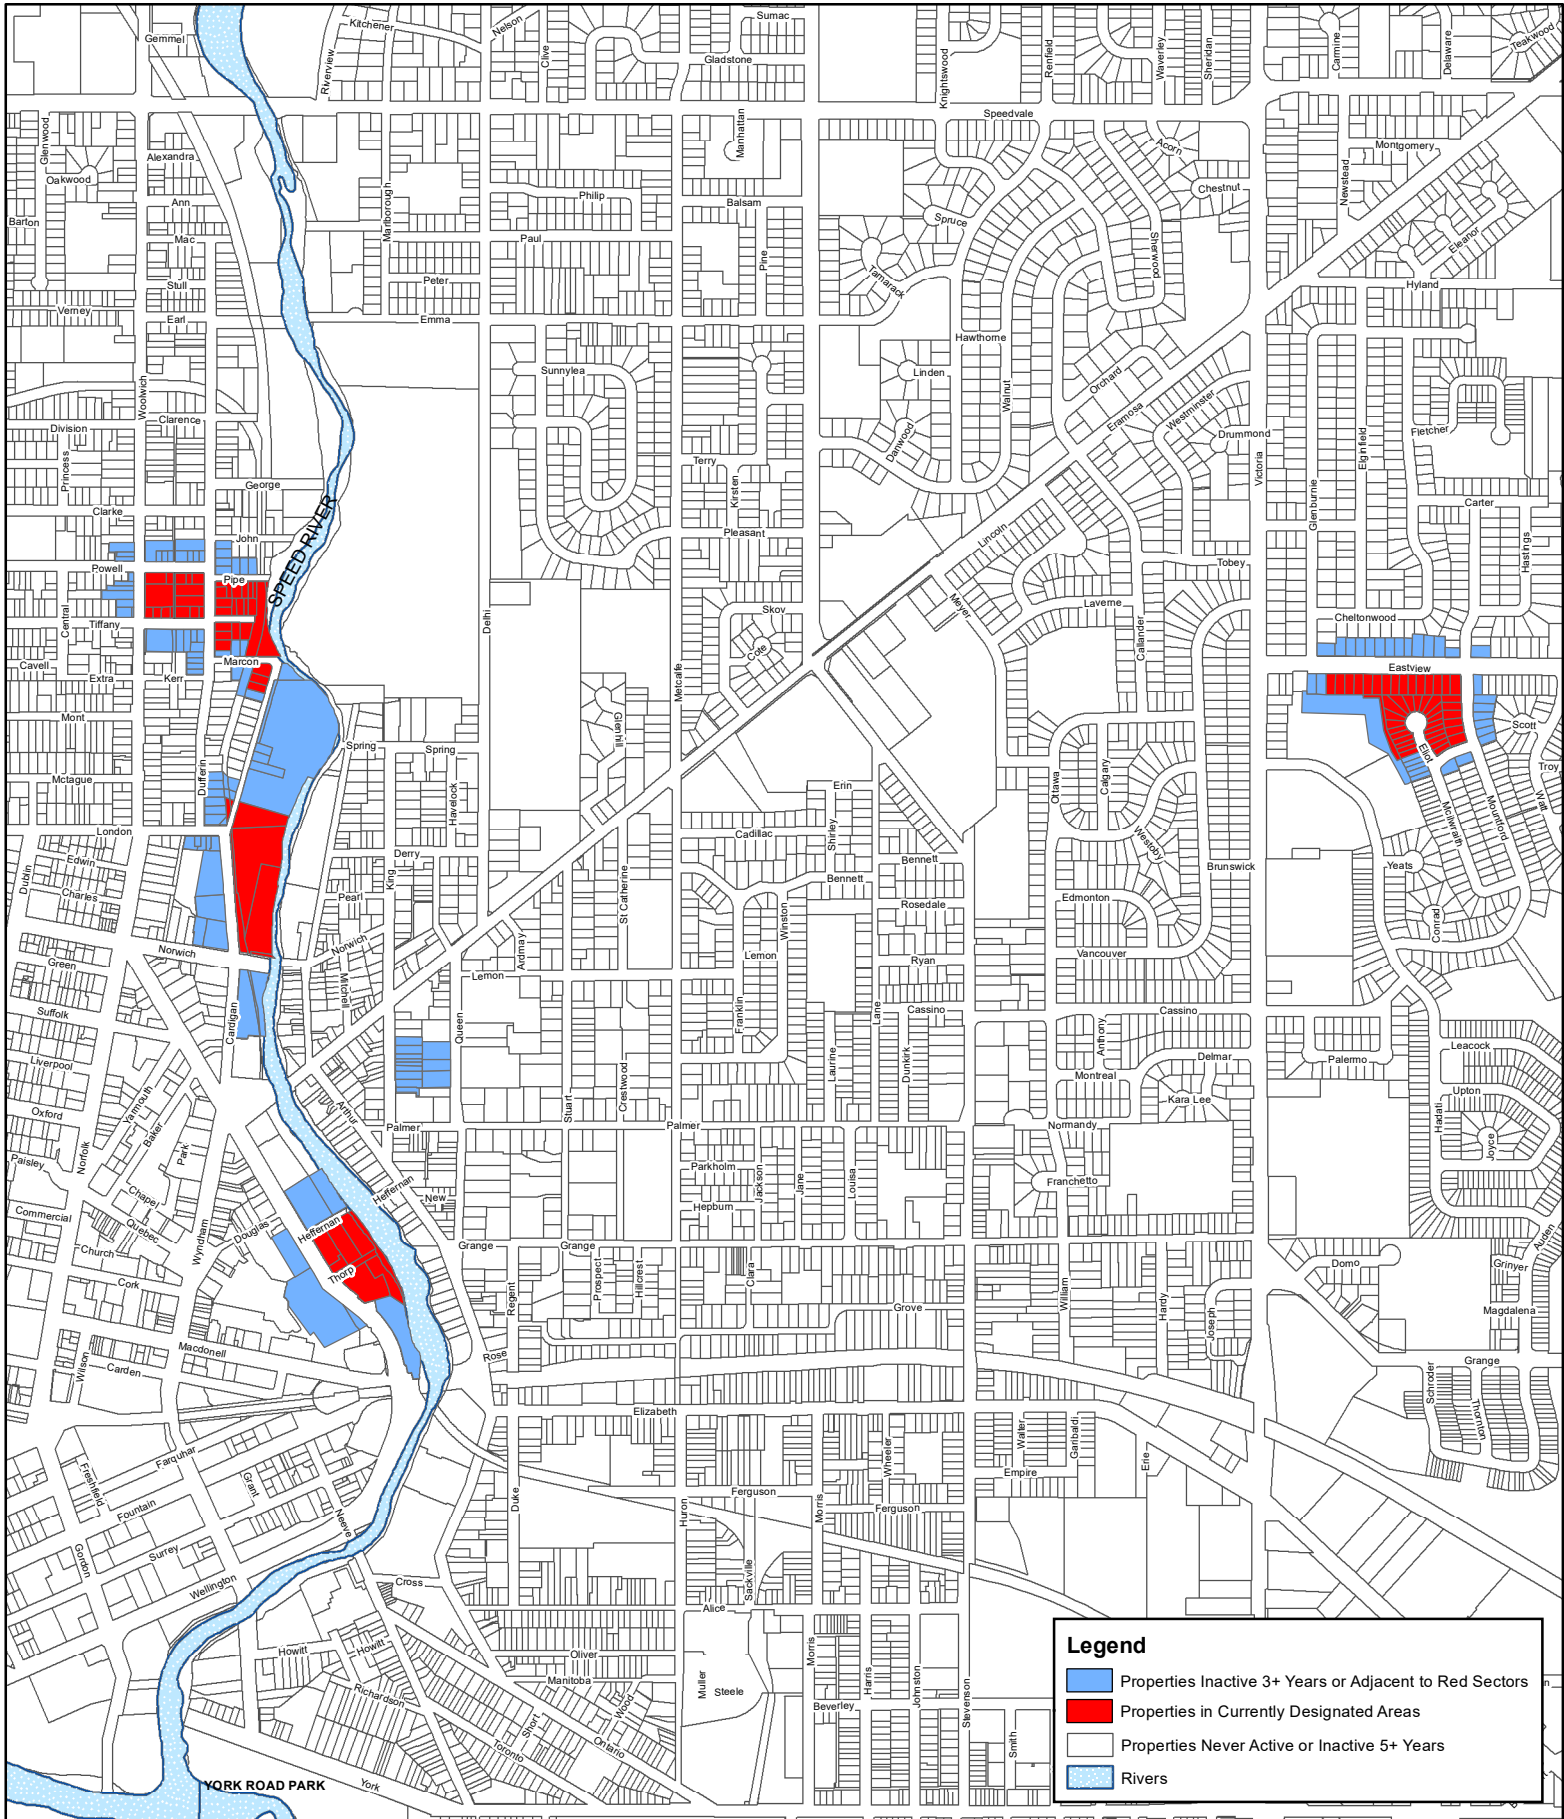 Sumac
Nelson
Kitchener
Gemmel
Clive
Gladstone
Riverview
Knightswood
Renfield
Waverley
Sheridan
Carmine
Delaware
Teakwood
Speedvale
Glenwood
Manhattan
Acorn
Montgomery
Alexandra
Oakwood
Newstead
Chestnut
Marlborough
Philip
Ann
Balsam
Barton
Spruce
Mac
Paul
Pine
Sherwood
Eleanor
Stull
Peter
Tamarack
Hyland
Verney
Earl
Emma
Hawthorne
Sunnylea
Linden
Orchard
Woolwich
Walnut
Westminster
Clarence
Eramosa
Division
Danwood
Drummond
Fletcher
Elginfield
Princess
Terry
Victoria
George
Kirsten
Glenburnie
Carter
Clarke
SPEED RIVER
Pleasant
Lincoln
John
Hastings
Powell
Tobey
Pipe
Meyer
Laverne
Skov
Central
Tiffany
Delhi
Callander
Cheltonwood
Cote
Cavell
Marcon
Eastview
Extra
Kerr
Metcalfe
Mont
Glenhill
Scott
Spring
Spring
Eliot
Mctague
Dufferin
Erin
Ottawa
Calgary
Troy
Havelock
Watt
Mountford
McIlwraith
London
Cadillac
Shirley
Westoby
Derry
Edwin
Bennett
Yeats
Brunswick
Dublin
King
Bennett
Charles
Pearl
St Catherine
Edmonton
Rosedale
Winston
Conrad
Norwich
Norwich
Ardmay
Lemon
Vancouver
Green
Ryan
Lemon
Mitchell
Suffolk
Franklin
Lane
Cassino
Cassino
Cardigan
Queen
Anthony
Leacock
Liverpool
Delmar
Palermo
Laurine
Dunkirk
Montreal
Upton
Yarmouth
Crestwood
Stuart
Kara Lee
Oxford
Arthur
Hadati
Baker
Palmer
Palmer
Normandy
Joyce
Norfolk
Park
Paisley
Parkholm
Jackson
Jane
Louisa
Franchetto
Heffernan
Chapel
New
Commercial
Quebec
Hepburn
Heffernan
Douglas
Wyndham
Auden
Church
Grange
Grange
Domo
Grinyer
Thorp
Prospect
Hillcrest
Clara
Cork
Regent
William
Hardy
Grove
Magdalena
Joseph
Macdonell
Rose
Wilson
Carden
Grange
Schroder
Thornton
Elizabeth
Walter
Garibaldi
Farquhar
Wheeler
Erie
Freshfield
Grant
Empire
Duke
Ferguson
Fountain
Huron
Morris
Ferguson
Neeve
Surrey
Gordon
Wellington
Cross
Sackville
Alice
Howitt
Howitt
Oliver
Morris
Manitoba
Harris
Johnston
Muller
Steele
Richardson
Wood
Beverley
Stevenson
Short
Smith
Toronto
Ontario
YORK ROAD PARK
York
Legend
Properties Inactive 3+ Years or Adjacent to Red Sectors
Properties in Currently Designated Areas
Properties Never Active or Inactive 5+ Years
Rivers